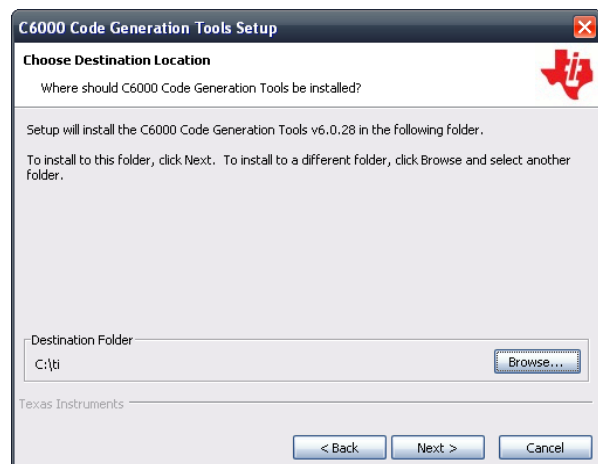 C6000 Code Generation Tools Setup
Choose Destination Location
Where should C6000 Code Generation Tools be installed?
Setup will install the C6000 Code Generation Tools v6.0.28 in the following folder.
To install to this folder, click Next. To install to a different folder, click Browse and select another
folder.
Destination Folder
C:\ti
Browse...
Texas Instruments
< Back
Next >
Cancel